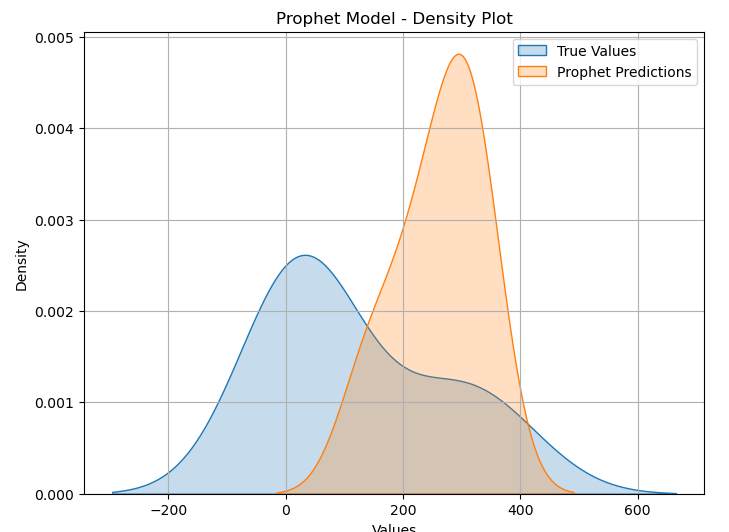 Prophet Model - Density Plot
True Values
Prophet Predictions
0.005
0.004
0.003
0.002
0.001
0.000
Density
−200 0 200 400 600
Values